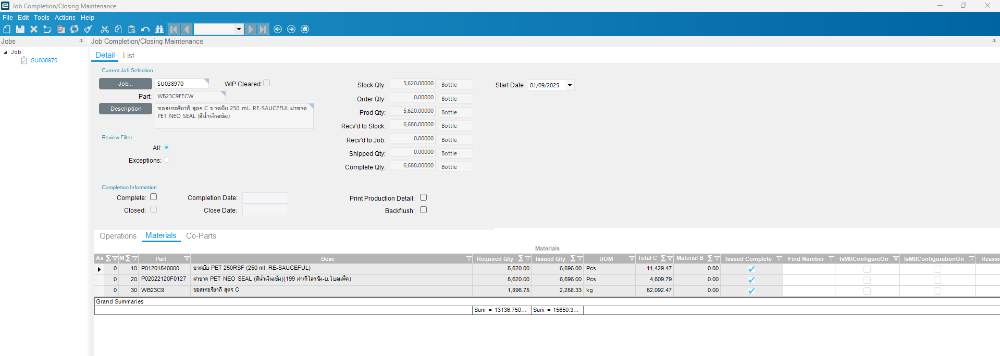 Job Completion/Closing Maintenance
File Edit Tools Actions Help
Jobs
Job Completion/Closing Maintenance
Job
SU038970
Detail List
Current Job Selection
Job... SU038970 WIP Cleared:
Part: WB23C9FECW
Description ซอสเทอริยากิ สูตร C ขวดบีบ 250 ml. RE-SAUCEFUL ฝาขวด
PET NEO SEAL (สีน้ำเงินเข้ม)
Stock Qty: 5,620.00000 Bottle Start Date 01/09/2025
Order Qty: 0.00000 Bottle
Prod Qty: 5,620.00000 Bottle
Recv'd to Stock: 6,688.00000 Bottle
Recv'd to Job: 0.00000 Bottle
Shipped Qty: 0.00000 Bottle
Complete Qty: 6,688.00000 Bottle
Review Filter
All:
Exceptions:
Completion Information
Complete: Completion Date: Print Production Detail:
Closed: Close Date: Backflush:
Operations Materials Co-Parts
Materials
As M Part Desc Required Qty Issued Qty UOM Total C Material B Issued Complete Find Number IsMtlConfigureOn IsMtlConfigurationOn Reassi
0 10 P01201540000 ขวดบีบ PET 250RSF (250 ml. RE-SAUCEFUL) 5,620.00 6,696.00 Pcs 11,429.47 0.00
0 20 P02022120F0127 ฝาขวด PET NEO SEAL (สีน้ำเงินเข้ม)(199 ฝา/กิโลกรัม-บ.โบลแพ็ค) 5,620.00 6,696.00 Pcs 4,609.79 0.00
0 30 WB23C9 ซอสเทอริยากิ สูตร C 1,896.75 2,258.33 kg 52,092.47 0.00
Grand Summaries
Sum = 13136.750... Sum = 15650.3...